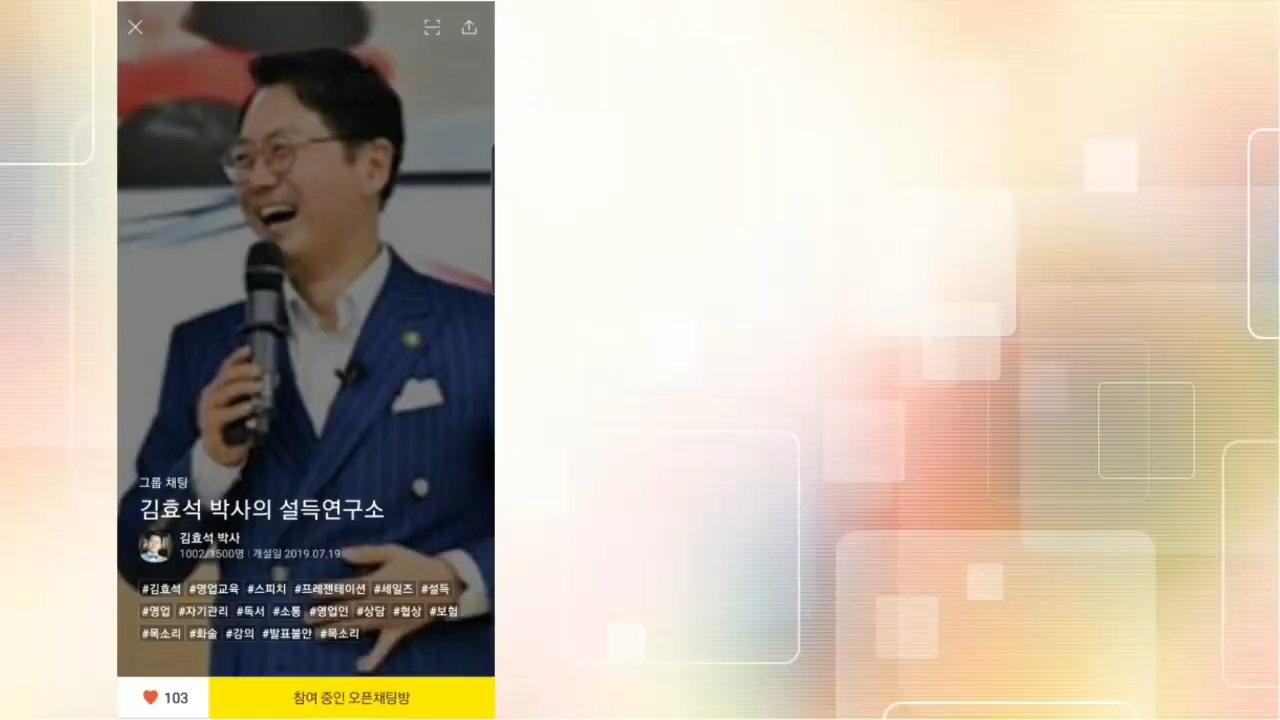 그룹 채팅
김효석 박사의 설득연구소
김효석 박사
1002/1500명 | 개설일 2019.07.19
#김효석 #영업교육 #스피치 #프레젠테이션 #세일즈 #설득
#영업 #자기관리 #독서 #소통 #영업인 #상담 #협상 #보험
#목소리 #화술 #강의 #발표불안 #목소리
103
참여 중인 오픈채팅방